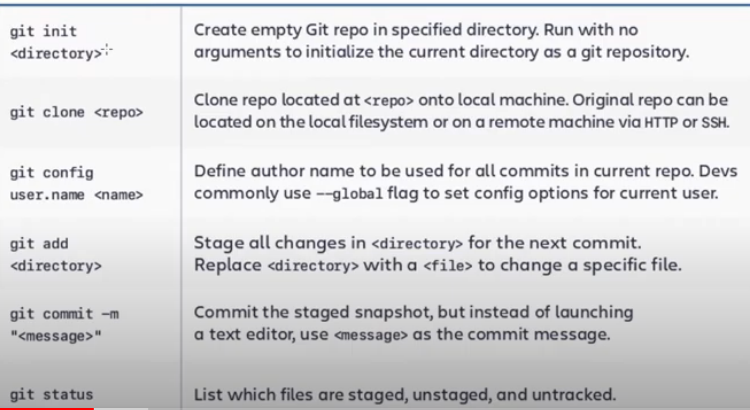 git init
<directory>
Create empty Git repo in specified directory. Run with no
arguments to initialize the current directory as a git repository.
git clone <repo>
Clone repo located at <repo> onto local machine. Original repo can be
located on the local filesystem or on a remote machine via HTTP or SSH.
git config
user.name <name>
Define author name to be used for all commits in current repo. Devs
commonly use --global flag to set config options for current user.
git add
<directory>
Stage all changes in <directory> for the next commit.
Replace <directory> with a <file> to change a specific file.
git commit -m
"<message>"
Commit the staged snapshot, but instead of launching
a text editor, use <message> as the commit message.
git status
List which files are staged, unstaged, and untracked.